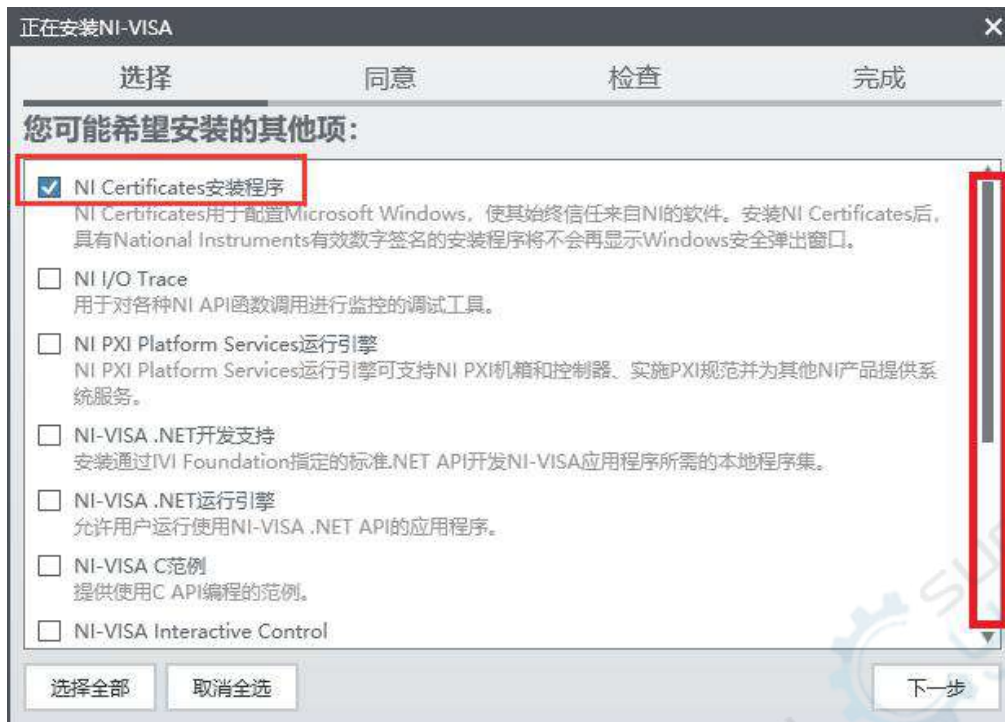 正在安装NI-VISA
选择 同意 检查 完成
您可能希望安装的其他项：
NI Certificates安装程序
NI Certificates用于配置Microsoft Windows，使其始终信任来自NI的软件。安装NI Certificates后，
具有National Instruments有效数字签名的安装程序将不会再显示Windows安全弹出窗口。
NI I/O Trace
用于对各种NI API函数调用进行监控的调试工具。
NI PXI Platform Services运行引擎
NI PXI Platform Services运行引擎可支持NI PXI机箱和控制器、实施PXI规范并为其他NI产品提供系
统服务。
NI-VISA .NET开发支持
安装通过IVI Foundation指定的标准.NET API开发NI-VISA应用程序所需的本地程序集。
NI-VISA .NET运行引擎
允许用户运行使用NI-VISA .NET API的应用程序。
NI-VISA C范例
提供使用C API编程的范例。
NI-VISA Interactive Control
选择全部 取消全选 下一步